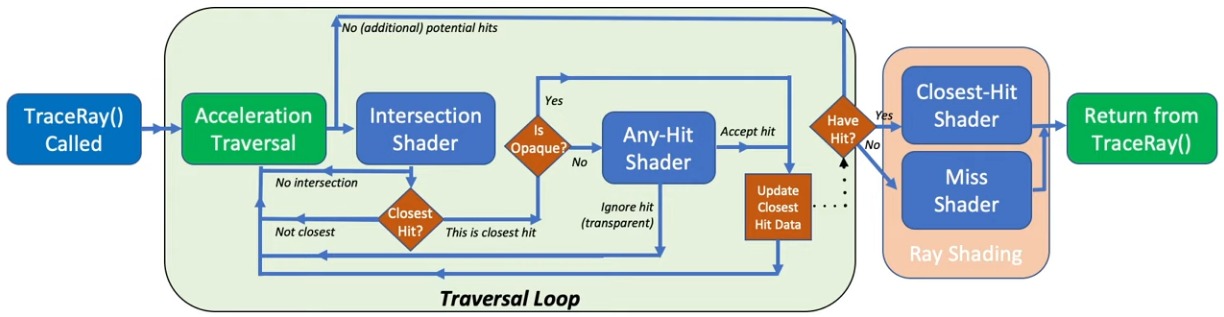 No (additional) potential hits
TraceRay()
Called
Acceleration
Traversal
Intersection
Shader
Yes
Is
Opaque?
No
Any-Hit
Shader
Accept hit
Have
Hit?
Yes
No
Closest-Hit
Shader
Miss
Shader
Ray Shading
Return from
TraceRay()
No intersection
Closest
Hit?
Not closest
This is closest hit
Ignore hit
(transparent)
Update
Closest
Hit Data
Traversal Loop